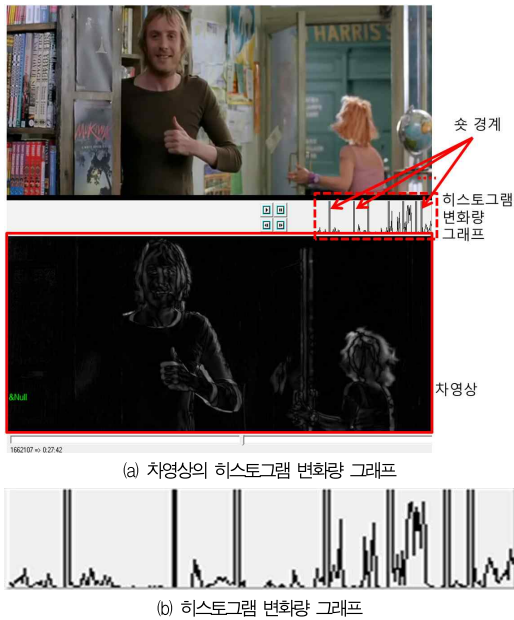 HARRIS'S
숏 경계
히스토그램
변화량
그래프
&Null
차영상
1662107 => 0:27:42
(a) 차영상의 히스토그램 변화량 그래프
(b) 히스토그램 변화량 그래프